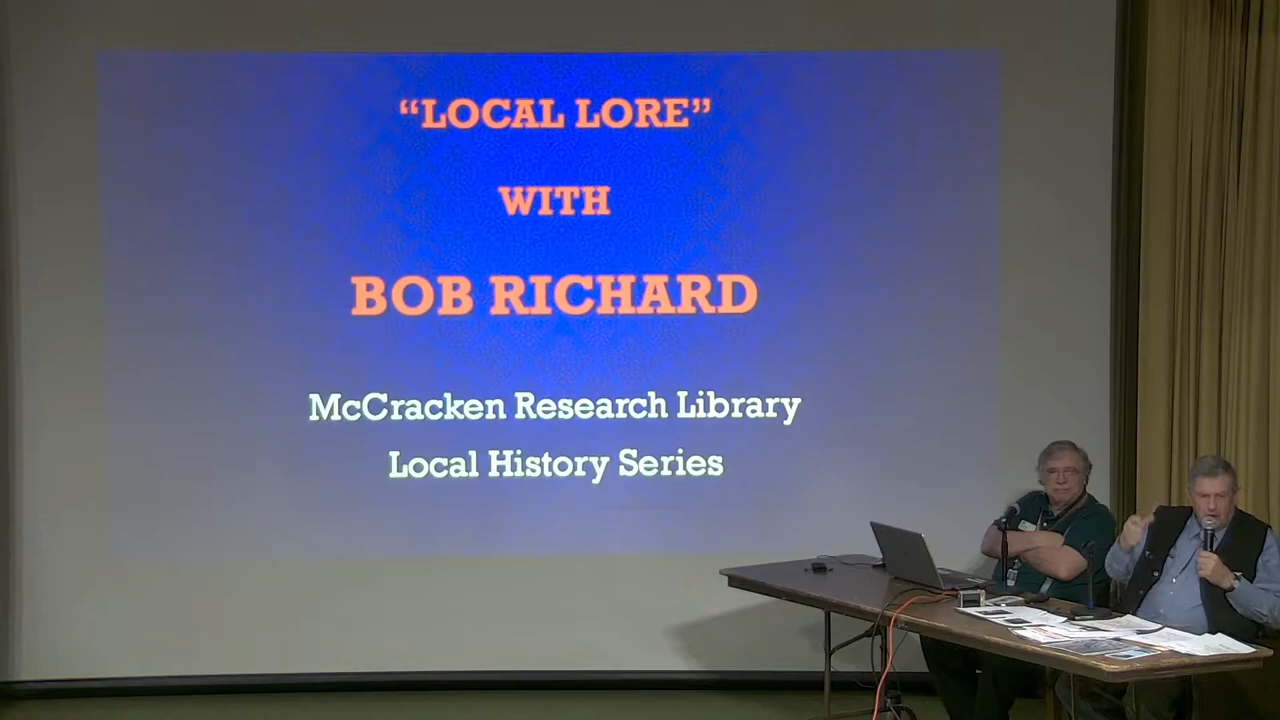 “LOCAL LORE”
WITH
BOB RICHARD
McCracken Research Library
Local History Series